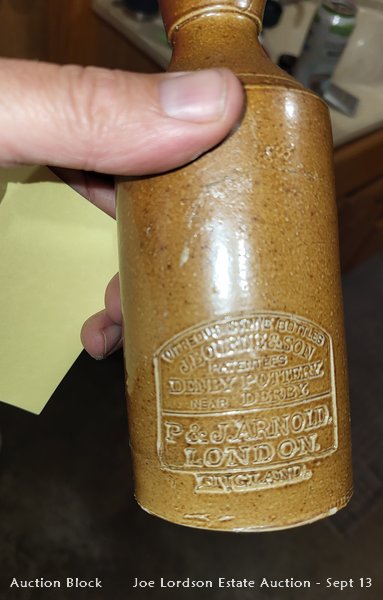 VITREOUS STONE BOTTLES
J. BOURNE & SON
PATENTEES
DENBY POTTERY
NEAR DERBY
P & J. ARNOLD.
LONDON
ENGLAND.
Auction Block Joe Lordson Estate Auction - Sept 13